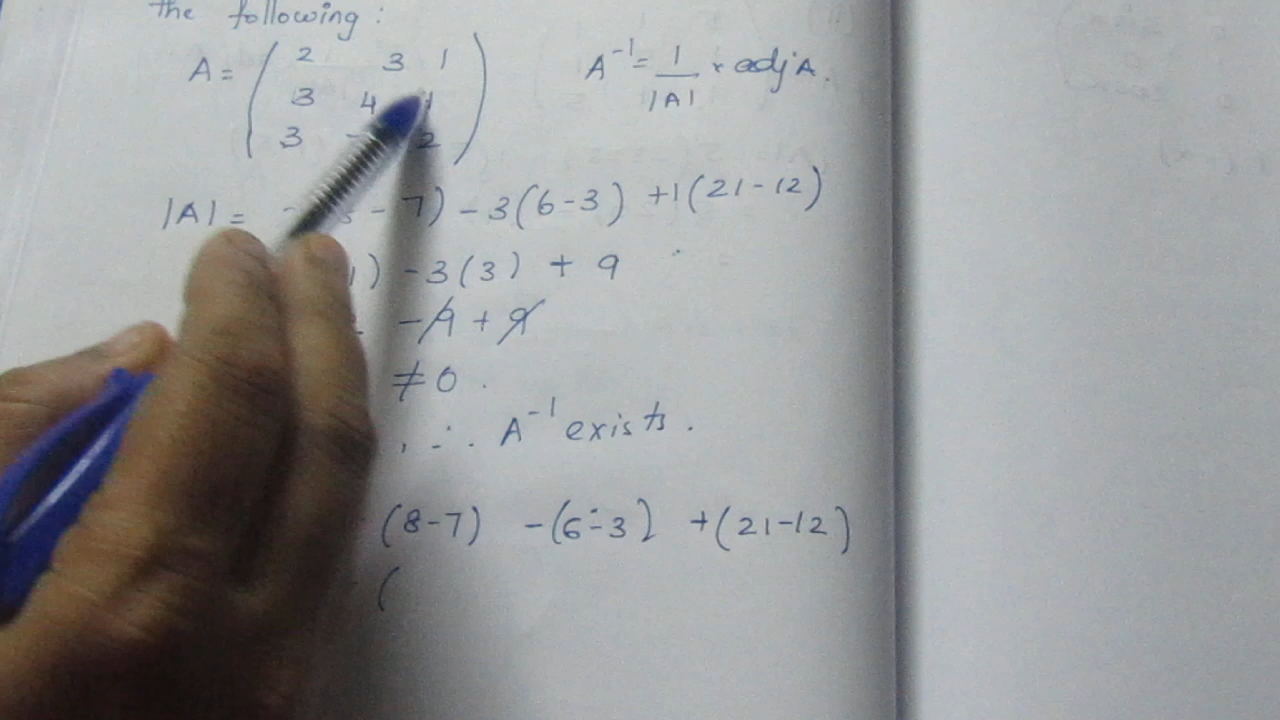 the following:
A = ( 2 3 1 A⁻¹ = 1/|A| × adj A.
3 4 1
3 2 )
|A| = - 7) - 3(6-3) + 1(21-12)
) - 3(3) + 9
- 9 + 9
≠ 0.
, ∴ A⁻¹ exists.
(8-7) - (6-3) + (21-12)
(